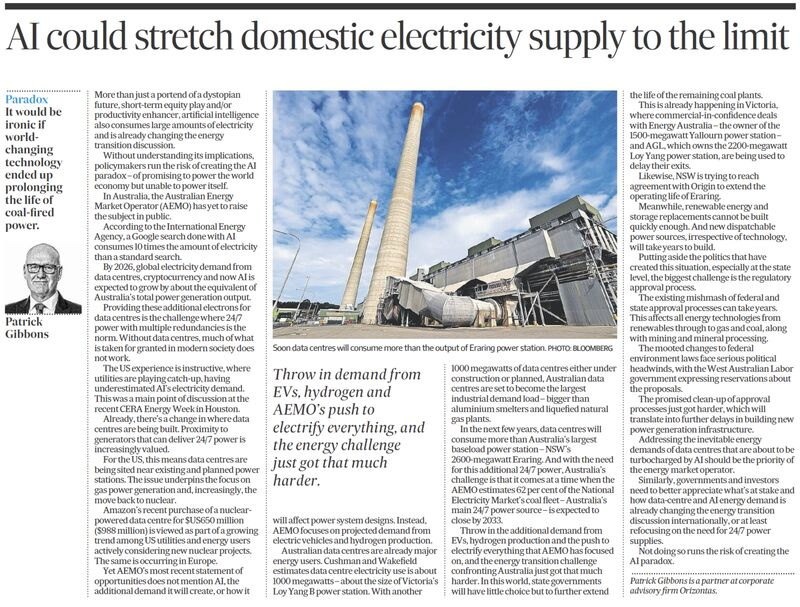 AI could stretch domestic electricity supply to the limit
Paradox
It would be
ironic if
world-
changing
technology
ended up
prolonging
the life of
coal-fired
power.
Patrick
Gibbons
More than just a portend of a dystopian
future, short-term equity play and/or
productivity enhancer, artificial intelligence
also consumes large amounts of electricity
and is already changing the energy
transition discussion.
Without understanding its implications,
policymakers run the risk of creating the AI
paradox – of promising to power the world
economy but unable to power itself.
In Australia, the Australian Energy
Market Operator (AEMO) has yet to raise
the subject in public.
According to the International Energy
Agency, a Google search done with AI
consumes 10 times the amount of electricity
than a standard search.
By 2026, global electricity demand from
data centres, cryptocurrency and now AI is
expected to grow by about the equivalent of
Australia's total power generation output.
Providing these additional electrons for
data centres is the challenge where 24/7
power with multiple redundancies is the
norm. Without data centres, much of what
is taken for granted in modern society does
not work.
The US experience is instructive, where
utilities are playing catch-up, having
underestimated AI's electricity demand.
This was a main point of discussion at the
recent CERA Energy Week in Houston.
Already, there's a change in where data
centres are being built. Proximity to
generators that can deliver 24/7 power is
increasingly valued.
For the US, this means data centres are
being sited near existing and planned power
stations. The issue underpins the focus on
gas power generation and, increasingly, the
move back to nuclear.
Amazon's recent purchase of a nuclear-
powered data centre for $US650 million
($988 million) is viewed as part of a growing
trend among US utilities and energy users
actively considering new nuclear projects.
The same is occurring in Europe.
Yet AEMO's most recent statement of
opportunities does not mention AI, the
additional demand it will create, or how it
Soon data centres will consume more than the output of Eraring power station. PHOTO: BLOOMBERG
Throw in demand from
EVs, hydrogen and
AEMO's push to
electrify everything, and
the energy challenge
just got that much
harder.
will affect power system designs. Instead,
AEMO focuses on projected demand from
electric vehicles and hydrogen production.
Australian data centres are already major
energy users. Cushman and Wakefield
estimates data centre electricity use is about
1000 megawatts – about the size of Victoria's
Loy Yang B power station. With another
1000 megawatts of data centres either under
construction or planned, Australian data
centres are set to become the largest
industrial demand load – bigger than
aluminium smelters and liquefied natural
gas plants.
In the next few years, data centres will
consume more than Australia's largest
baseload power station – NSW's
2600-megawatt Eraring. And with the need
for this additional 24/7 power, Australia's
challenge is that it comes at a time when the
AEMO estimates 62 per cent of the National
Electricity Market's coal fleet – Australia's
main 24/7 power source – is expected to
close by 2033.
Throw in the additional demand from
EVs, hydrogen production and the push to
electrify everything that AEMO has focused
on, and the energy transition challenge
confronting Australia just got that much
harder. In this world, state governments
will have little choice but to further extend
the life of the remaining coal plants.
This is already happening in Victoria,
where commercial-in-confidence deals
with Energy Australia – the owner of the
1500-megawatt Yallourn power station –
and AGL, which owns the 2200-megawatt
Loy Yang power station, are being used to
delay their exits.
Likewise, NSW is trying to reach
agreement with Origin to extend the
operating life of Eraring.
Meanwhile, renewable energy and
storage replacements cannot be built
quickly enough. And new dispatchable
power sources, irrespective of technology,
will take years to build.
Putting aside the politics that have
created this situation, especially at the state
level, the biggest challenge is the regulatory
approval process.
The existing mishmash of federal and
state approval processes can take years.
This affects all energy technologies from
renewables through to gas and coal, along
with mining and mineral processing.
The mooted changes to federal
environment laws face serious political
headwinds, with the West Australian Labor
government expressing reservations about
the proposals.
The promised clean-up of approval
processes just got harder, which will
translate into further delays in building new
power generation infrastructure.
Addressing the inevitable energy
demands of data centres that are about to be
turbocharged by AI should be the priority of
the energy market operator.
Similarly, governments and investors
need to better appreciate what's at stake and
how data-centre and AI energy demand is
already changing the energy transition
discussion internationally, or at least
refocusing on the need for 24/7 power
supplies.
Not doing so runs the risk of creating the
AI paradox.
Patrick Gibbons is a partner at corporate
advisory firm Orizontas.